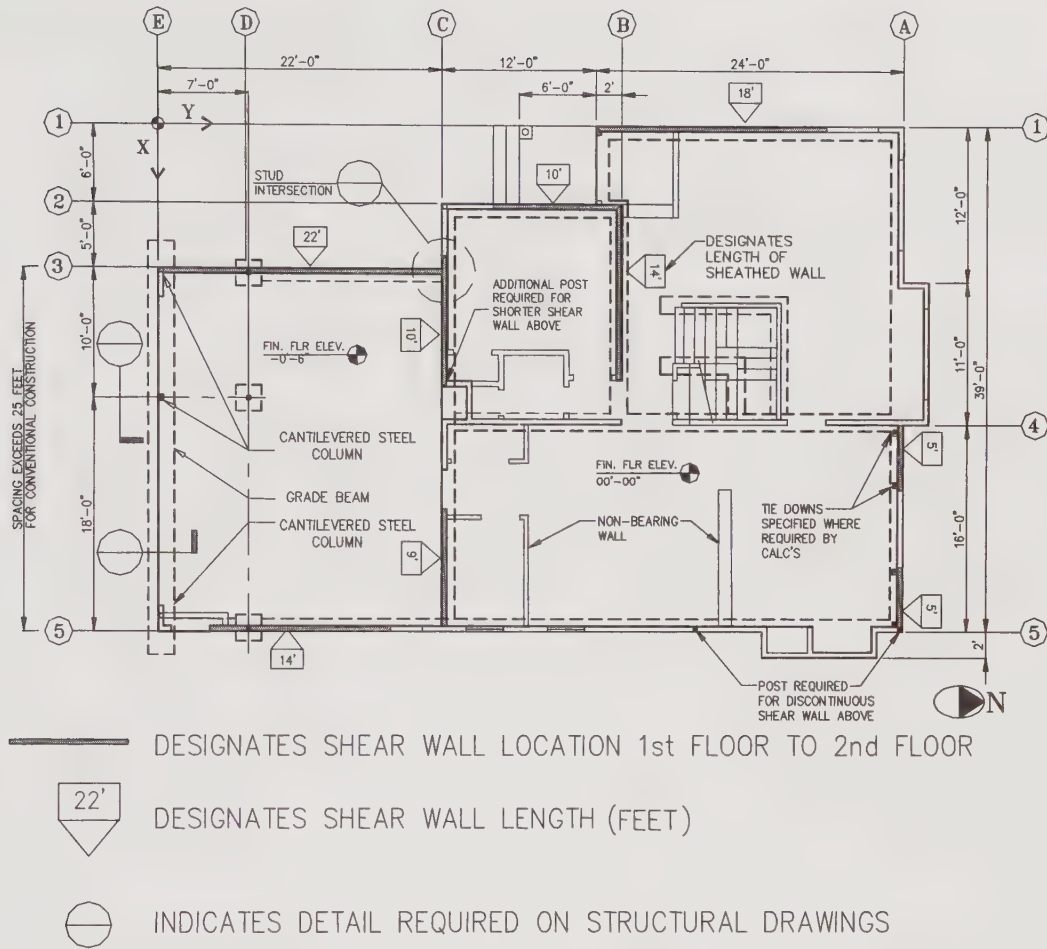 E
D
C
B
A
22'-0"
12'-0"
24'-0"
7'-0"
6'-0"
2'
18'
1
Y
X
1
6'-0"
STUD
INTERSECTION
10'
2
5'-0"
22'
3
DESIGNATES
LENGTH OF
SHEATHED WALL
14'
12'-0"
ADDITIONAL POST
REQUIRED FOR
SHORTER SHEAR
WALL ABOVE
10'
FIN. FLR ELEV.
-0'-6"
10'-0"
11'-0"
39'-0"
SPACING EXCEEDS 25 FEET
FOR CONVENTIONAL CONSTRUCTION
CANTILEVERED STEEL
COLUMN
4
5'
FIN. FLR ELEV.
00'-00"
GRADE BEAM
18'-0"
CANTILEVERED STEEL
COLUMN
NON-BEARING
WALL
TIE DOWNS
SPECIFIED WHERE
REQUIRED BY
CALC'S
16'-0"
9'
5'
5
5
14'
2'
POST REQUIRED
FOR DISCONTINUOUS
SHEAR WALL ABOVE
N
DESIGNATES SHEAR WALL LOCATION 1st FLOOR TO 2nd FLOOR
22'
DESIGNATES SHEAR WALL LENGTH (FEET)
INDICATES DETAIL REQUIRED ON STRUCTURAL DRAWINGS